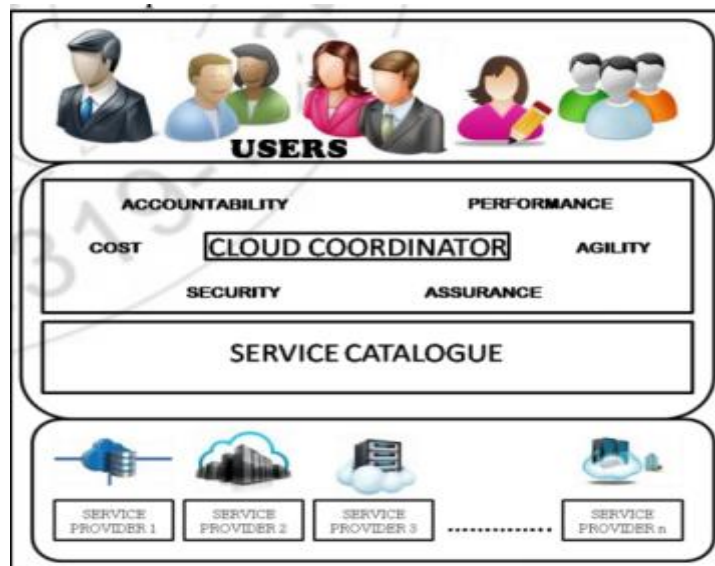 USERS
ACCOUNTABILITY PERFORMANCE
COST CLOUD COORDINATOR AGILITY
SECURITY ASSURANCE
SERVICE CATALOGUE
SERVICE PROVIDER 1
SERVICE PROVIDER 2
SERVICE PROVIDER 3
....................
SERVICE PROVIDER n
319-